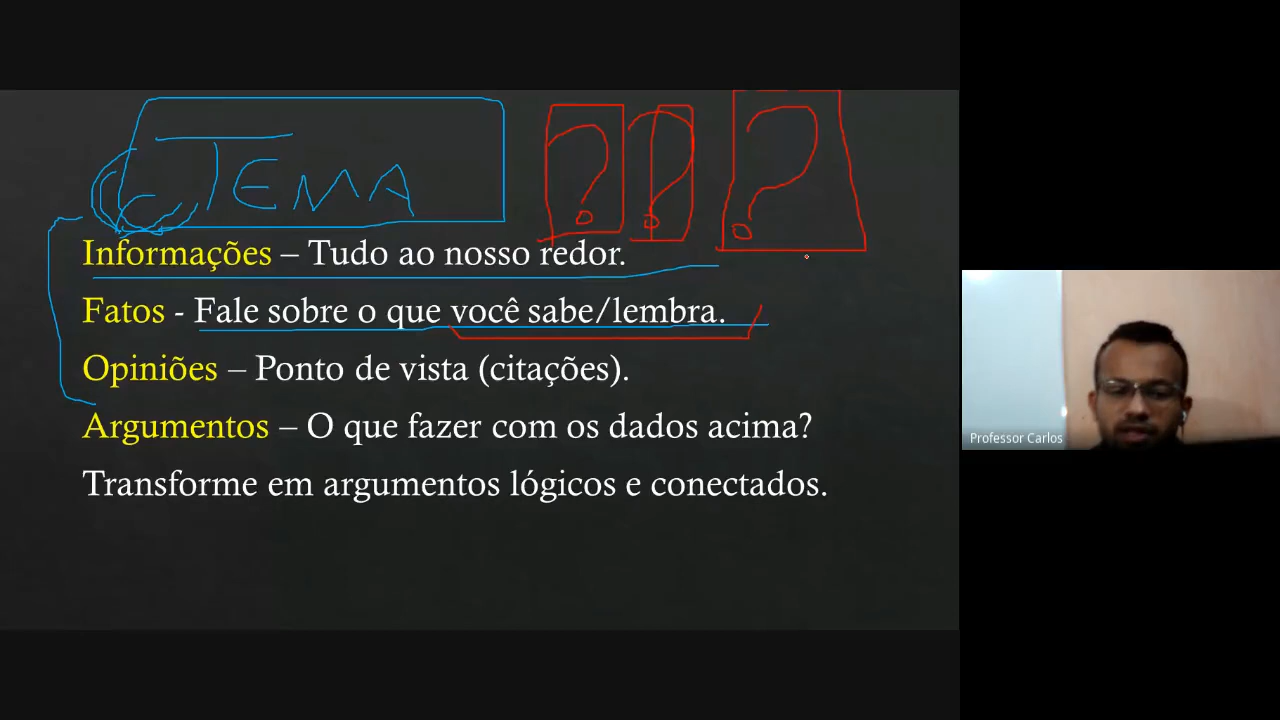 TEMA ? ? ?
Informações – Tudo ao nosso redor.
Fatos - Fale sobre o que você sabe/lembra.
Opiniões – Ponto de vista (citações).
Argumentos – O que fazer com os dados acima?
Transforme em argumentos lógicos e conectados.
Professor Carlos